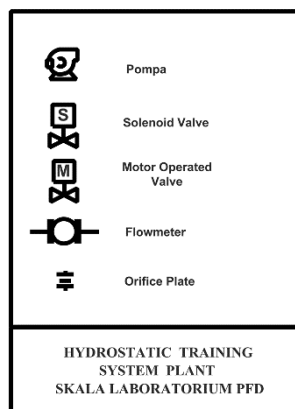 Pompa
S
Solenoid Valve
M
Motor Operated
Valve
Flowmeter
Orifice Plate
HYDROSTATIC TRAINING
SYSTEM PLANT
SKALA LABORATORIUM PFD